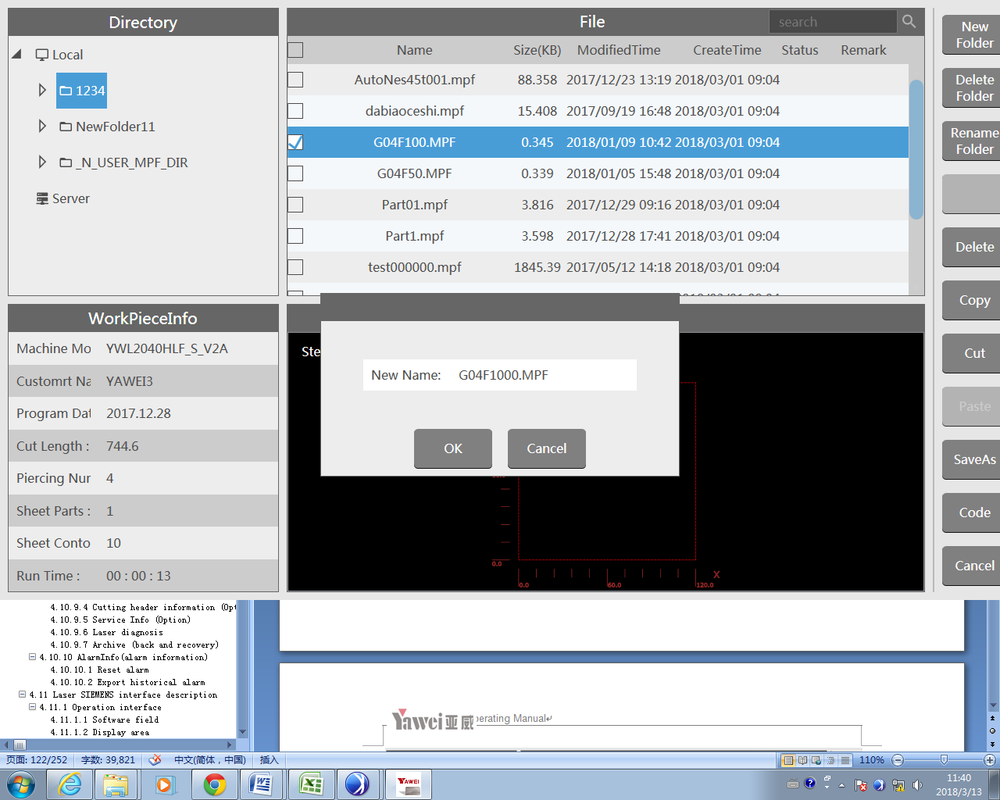 Directory
Local
1234
NewFolder11
_N_USER_MPF_DIR
Server
File
search
Name Size(KB) ModifiedTime CreateTime Status Remark
AutoNes45t001.mpf 88.358 2017/12/23 13:19 2018/03/01 09:04
dabiaoceshi.mpf 15.408 2017/09/19 16:48 2018/03/01 09:04
G04F100.MPF 0.345 2018/01/09 10:42 2018/03/01 09:04
G04F50.MPF 0.339 2018/01/05 15:48 2018/03/01 09:04
Part01.mpf 3.816 2017/12/29 09:16 2018/03/01 09:04
Part1.mpf 3.598 2017/12/28 17:41 2018/03/01 09:04
test000000.mpf 1845.39 2017/05/12 14:18 2018/03/01 09:04
New Folder
Delete Folder
Rename Folder
Delete
Copy
Cut
Paste
SaveAs
Code
Cancel
WorkPieceInfo
Machine Mo YWL2040HLF_S_V2A
Customrt Na YAWEI3
Program Dat 2017.12.28
Cut Length : 744.6
Piercing Nur 4
Sheet Parts : 1
Sheet Conto 10
Run Time : 00 : 00 : 13
Ste
New Name: G04F1000.MPF
OK Cancel
0.0
X
0.0 60.0 120.0
4.10.9.4 Cutting header information (Opt
4.10.9.5 Service Info (Option)
4.10.9.6 Laser diagnosis
4.10.9.7 Archive (back and recovery)
4.10.10 AlarmInfo(alarm information)
4.10.10.1 Reset alarm
4.10.10.2 Export historical alarm
4.11 Laser SIEMENS interface description
4.11.1 Operation interface
4.11.1.1 Software field
4.11.1.2 Display area
Yawei亚威 perating Manual
页面: 122/252 字数: 39,821 中文(简体，中国) 插入 110%
YAWEI
11:40
2018/3/13